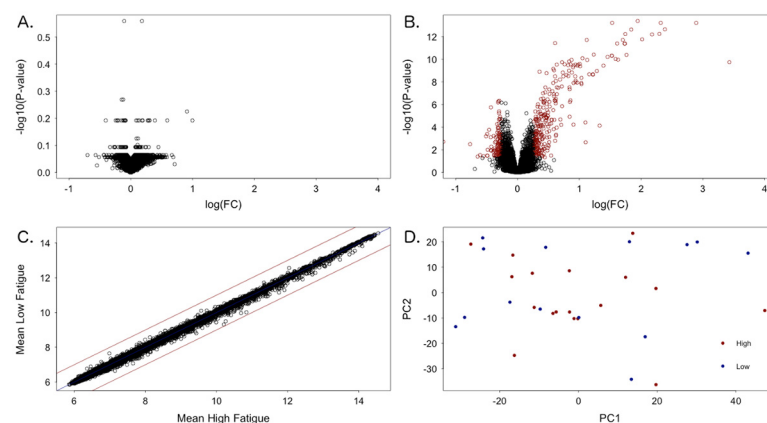 A.
0.5
0.4
0.3
0.2
0.1
0.0
-log10(P-value)
-1 0 1 2 3 4
log(FC)
B.
12
10
8
6
4
2
0
-log10(P-value)
-1 0 1 2 3 4
log(FC)
C.
14
12
10
8
6
Mean Low Fatigue
6 8 10 12 14
Mean High Fatigue
D.
20
10
0
-10
-20
-30
PC2
High
Low
-20 0 20 40
PC1